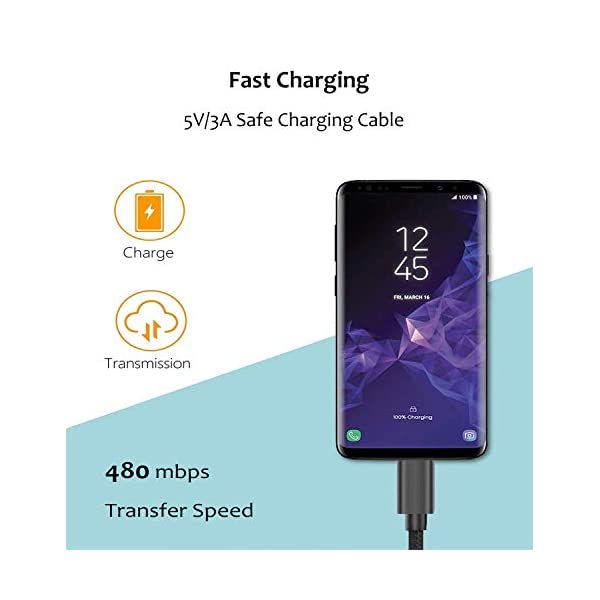 Fast Charging
5V/3A Safe Charging Cable
Charge
Transmission
480 mbps
Transfer Speed
100%
12
45
FRI, MARCH 16
100% Charging